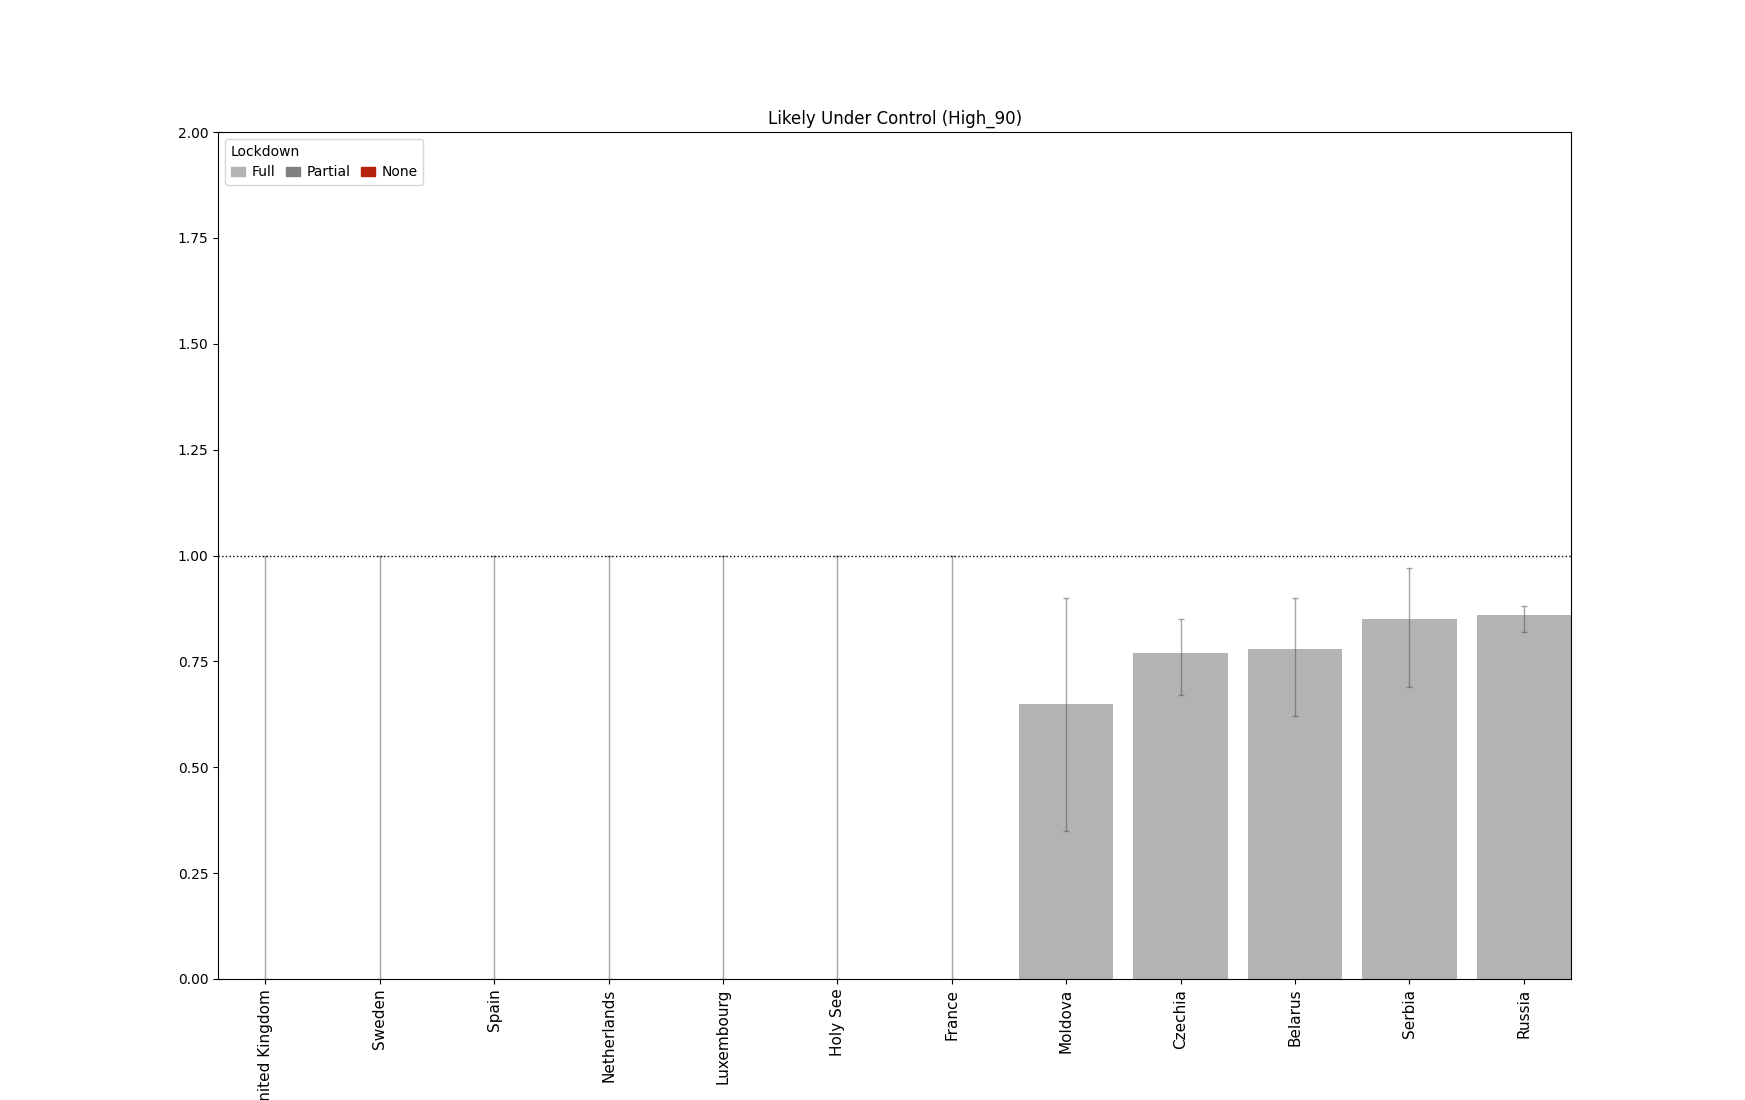 Likely Under Control (High_90)
2.00
Lockdown
Full Partial None
1.75
1.50
1.25
1.00
0.75
0.50
0.25
0.00
nited Kingdom
Sweden
Spain
Netherlands
Luxembourg
Holy See
France
Moldova
Czechia
Belarus
Serbia
Russia